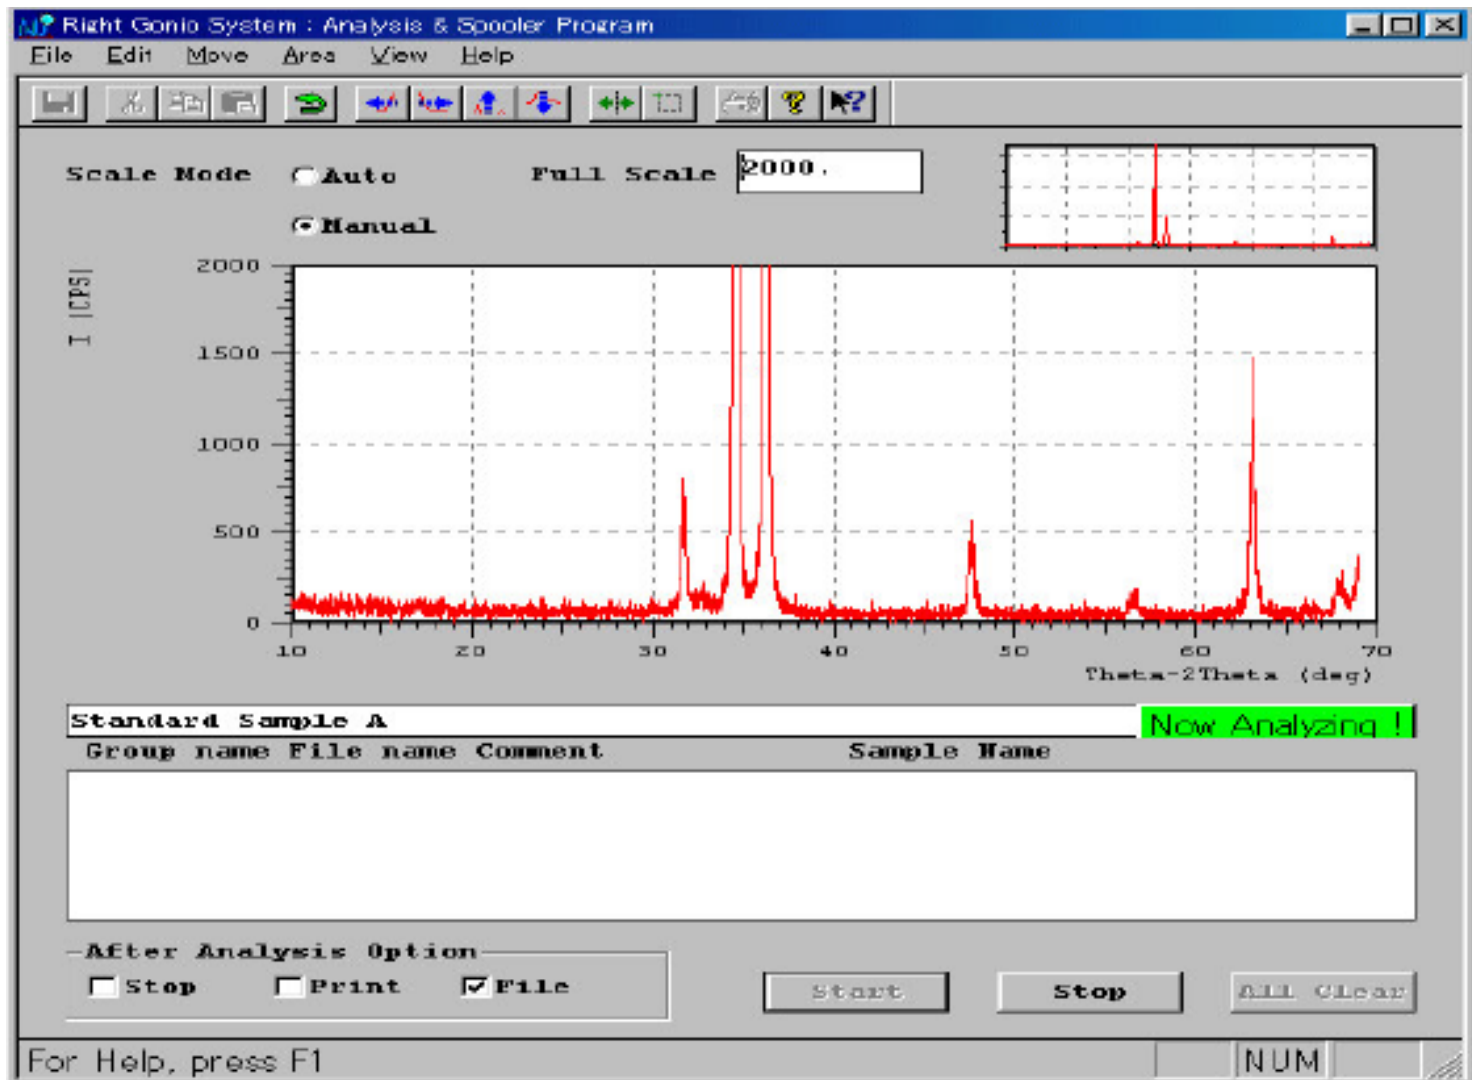 Right Gonio System : Analysis & Spooler Program
File Edit Move Area View Help
Scale Mode Auto Full Scale 2000.
Manual
I [CPS]
2000
1500
1000
500
0
10 20 30 40 50 60 70
Theta-2Theta (deg)
Standard Sample A Now Analyzing !
Group name File name Comment Sample Name
After Analysis Option
Stop Print File Start Stop All Clear
For Help, press F1 NUM